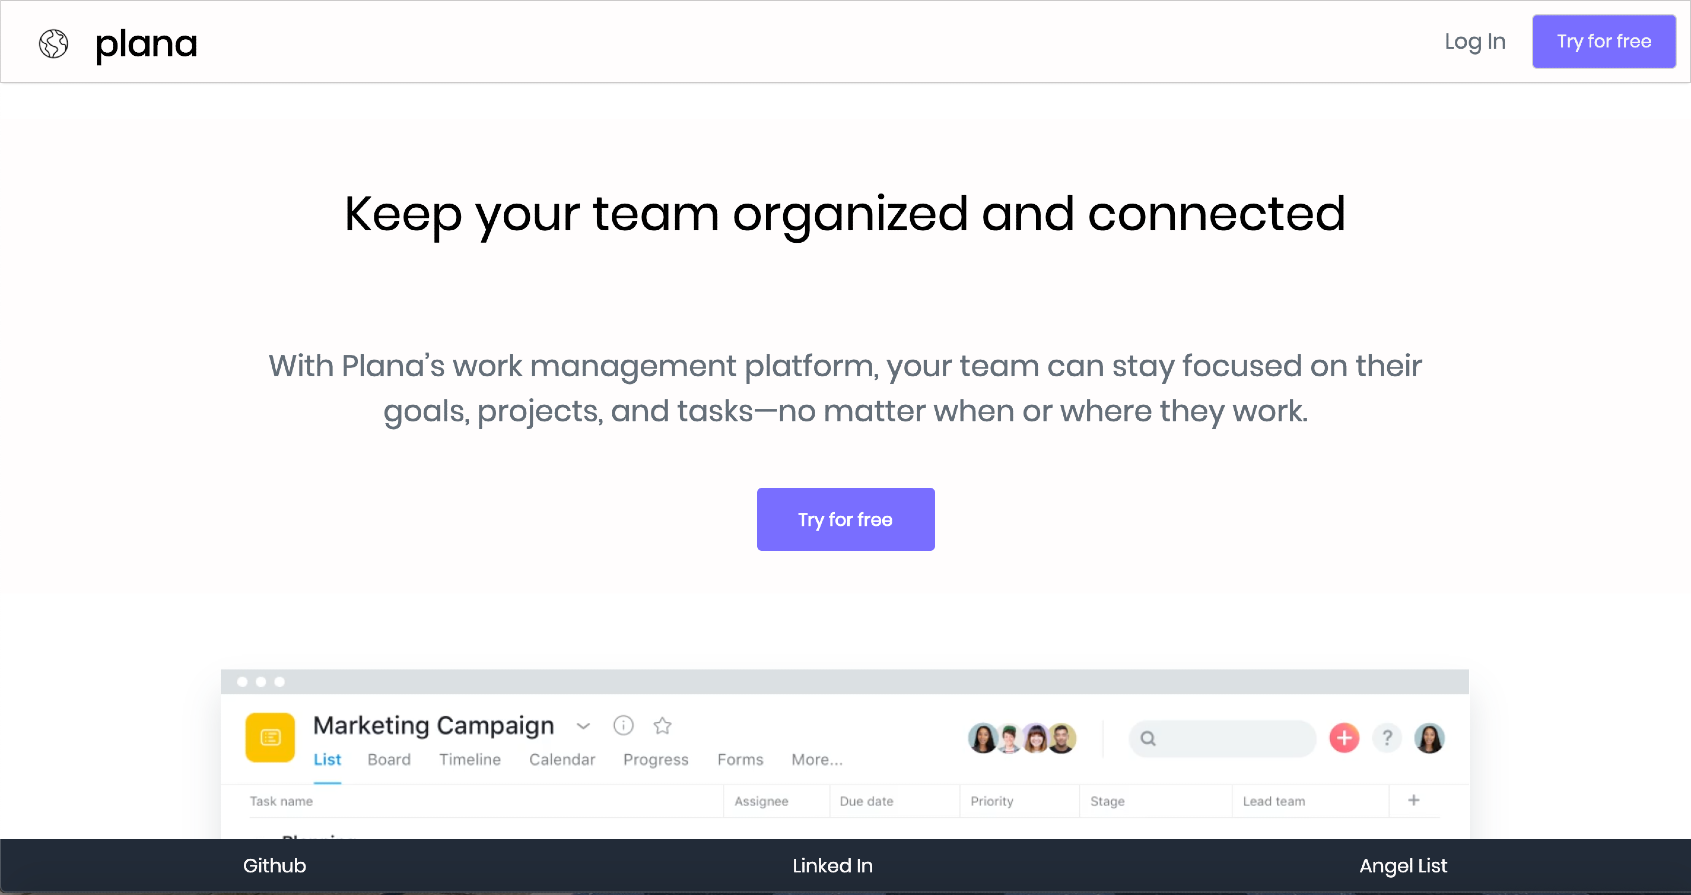 plana
Log In
Try for free
Keep your team organized and connected
With Plana’s work management platform, your team can stay focused on their
goals, projects, and tasks—no matter when or where they work.
Try for free
Marketing Campaign
List Board Timeline Calendar Progress Forms More...
?
Task name Assignee Due date Priority Stage Lead team +
Github Linked In Angel List